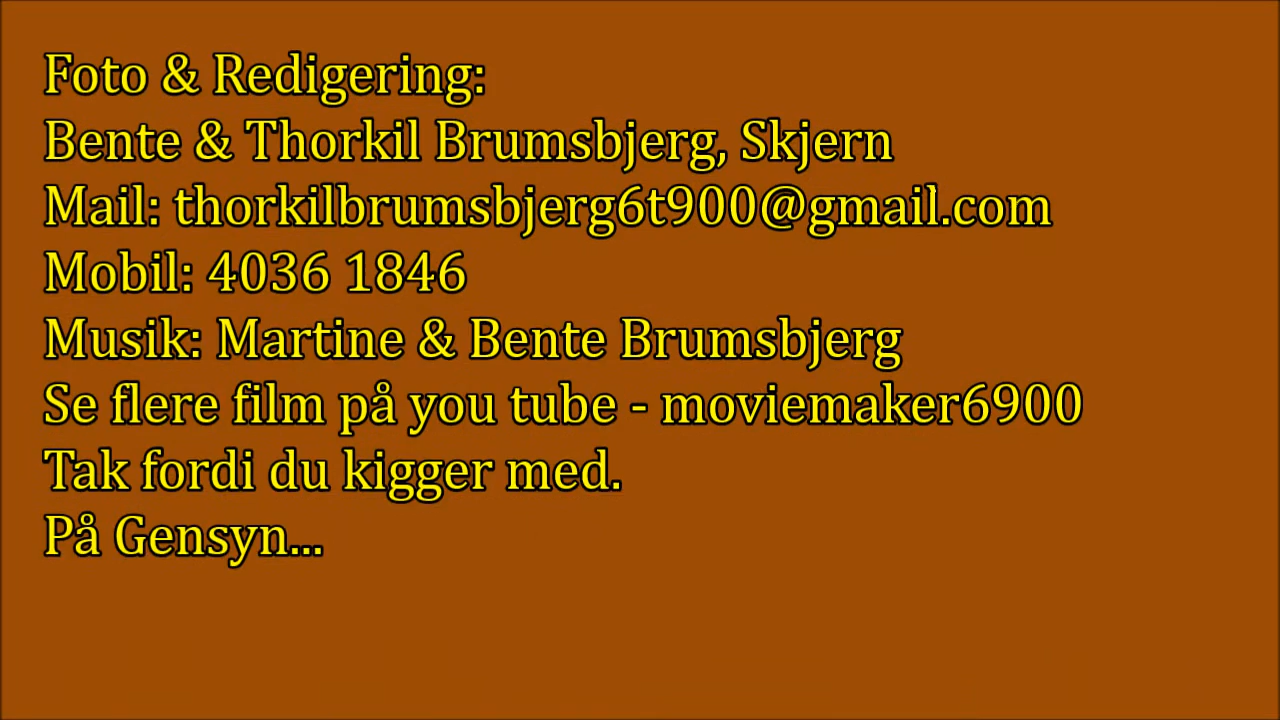 Foto & Redigering:
Bente & Thorkil Brumsbjerg, Skjern
Mail: thorkilbrumsbjerg6t900@gmail.com
Mobil: 4036 1846
Musik: Martine & Bente Brumsbjerg
Se flere film på you tube - moviemaker6900
Tak fordi du kigger med.
På Gensyn...